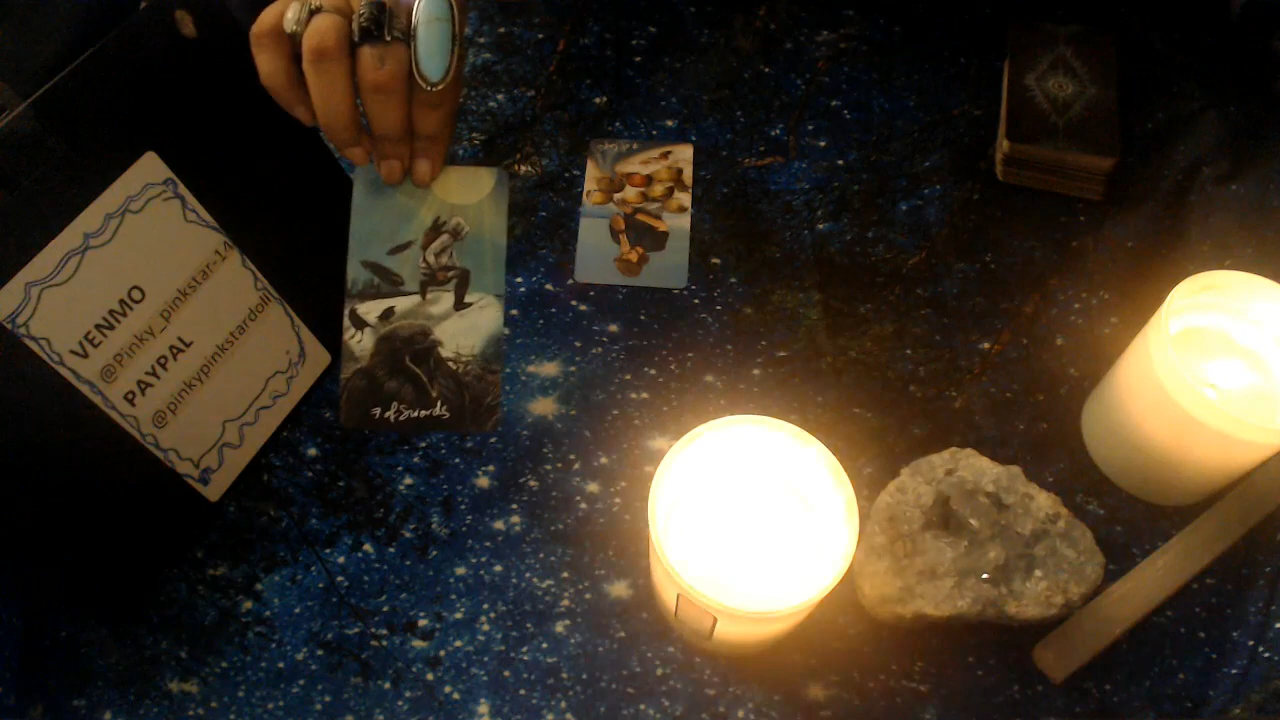 VENMO
@Pinky_pinkstar-14
PAYPAL
@pinkypinkstardoll
7 of Swords